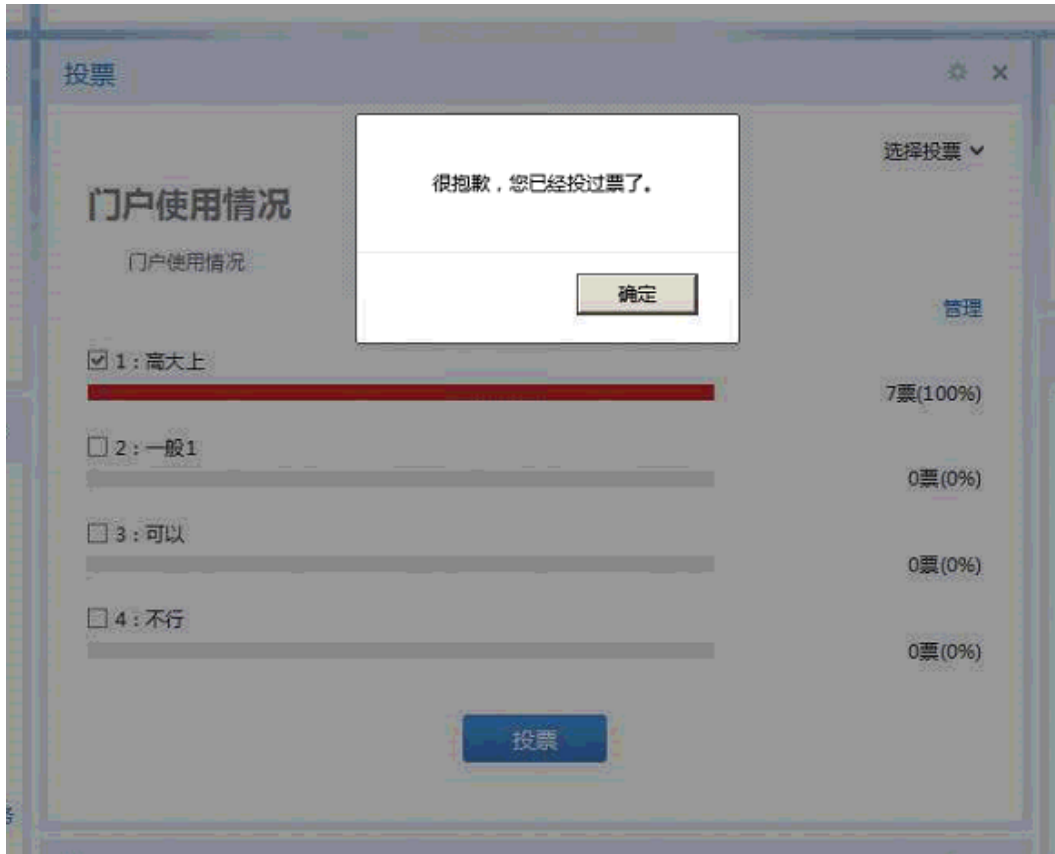 投票
选择投票
很抱歉，您已经投过票了。
门户使用情况
门户使用情况
确定
管理
1：高大上
7票(100%)
2：一般1
0票(0%)
3：可以
0票(0%)
4：不行
0票(0%)
投票